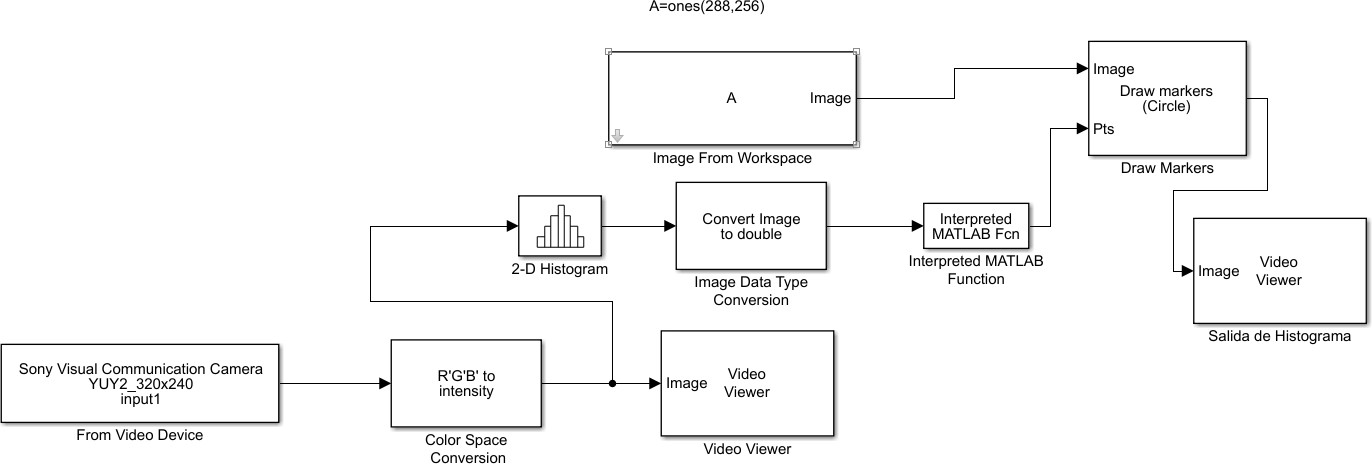 A=ones(288,256)
A
Image
Image From Workspace
Image
Draw markers
(Circle)
Pts
Draw Markers
2-D Histogram
Convert Image
to double
Image Data Type
Conversion
Interpreted
MATLAB Fcn
Interpreted MATLAB
Function
Image
Video
Viewer
Salida de Histograma
Sony Visual Communication Camera
YUY2_320x240
input1
From Video Device
R'G'B' to
intensity
Color Space
Conversion
Image
Video
Viewer
Video Viewer